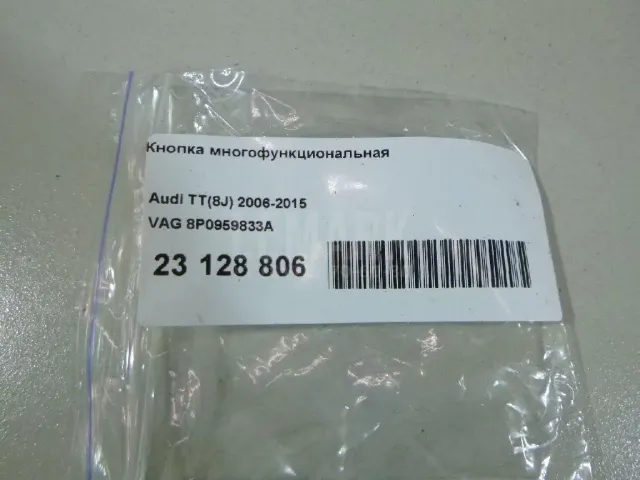 Кнопка многофункциональная
Audi TT(8J) 2006-2015
VAG 8P0959833A
23 128 806